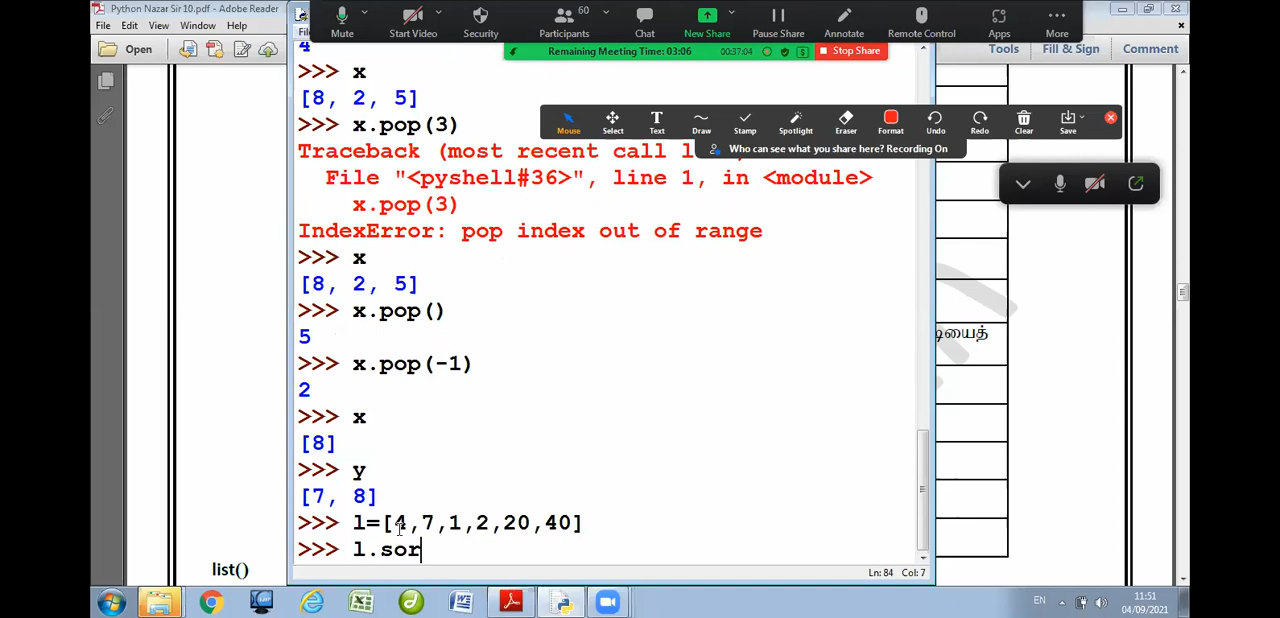 Python Nazar Sir 10.pdf - Adobe Reader
File Edit View Window Help
Open
Tools Fill & Sign Comment
Mute Start Video Security Participants 60 Chat New Share Pause Share Annotate Remote Control Apps More
Remaining Meeting Time: 03:06 00:37:04 Stop Share
Mouse Select Text Draw Stamp Spotlight Eraser Format Undo Redo Clear Save
Who can see what you share here? Recording On
4
>>> x
[8, 2, 5]
>>> x.pop(3)
Traceback (most recent call l
File "<pyshell#36>", line 1, in <module>
x.pop(3)
IndexError: pop index out of range
>>> x
[8, 2, 5]
>>> x.pop()
5
>>> x.pop(-1)
2
>>> x
[8]
>>> y
[7, 8]
>>> l=[4,7,1,2,20,40]
>>> l.sor
Ln: 84 Col: 7
list()
EN
11:51
04/09/2021